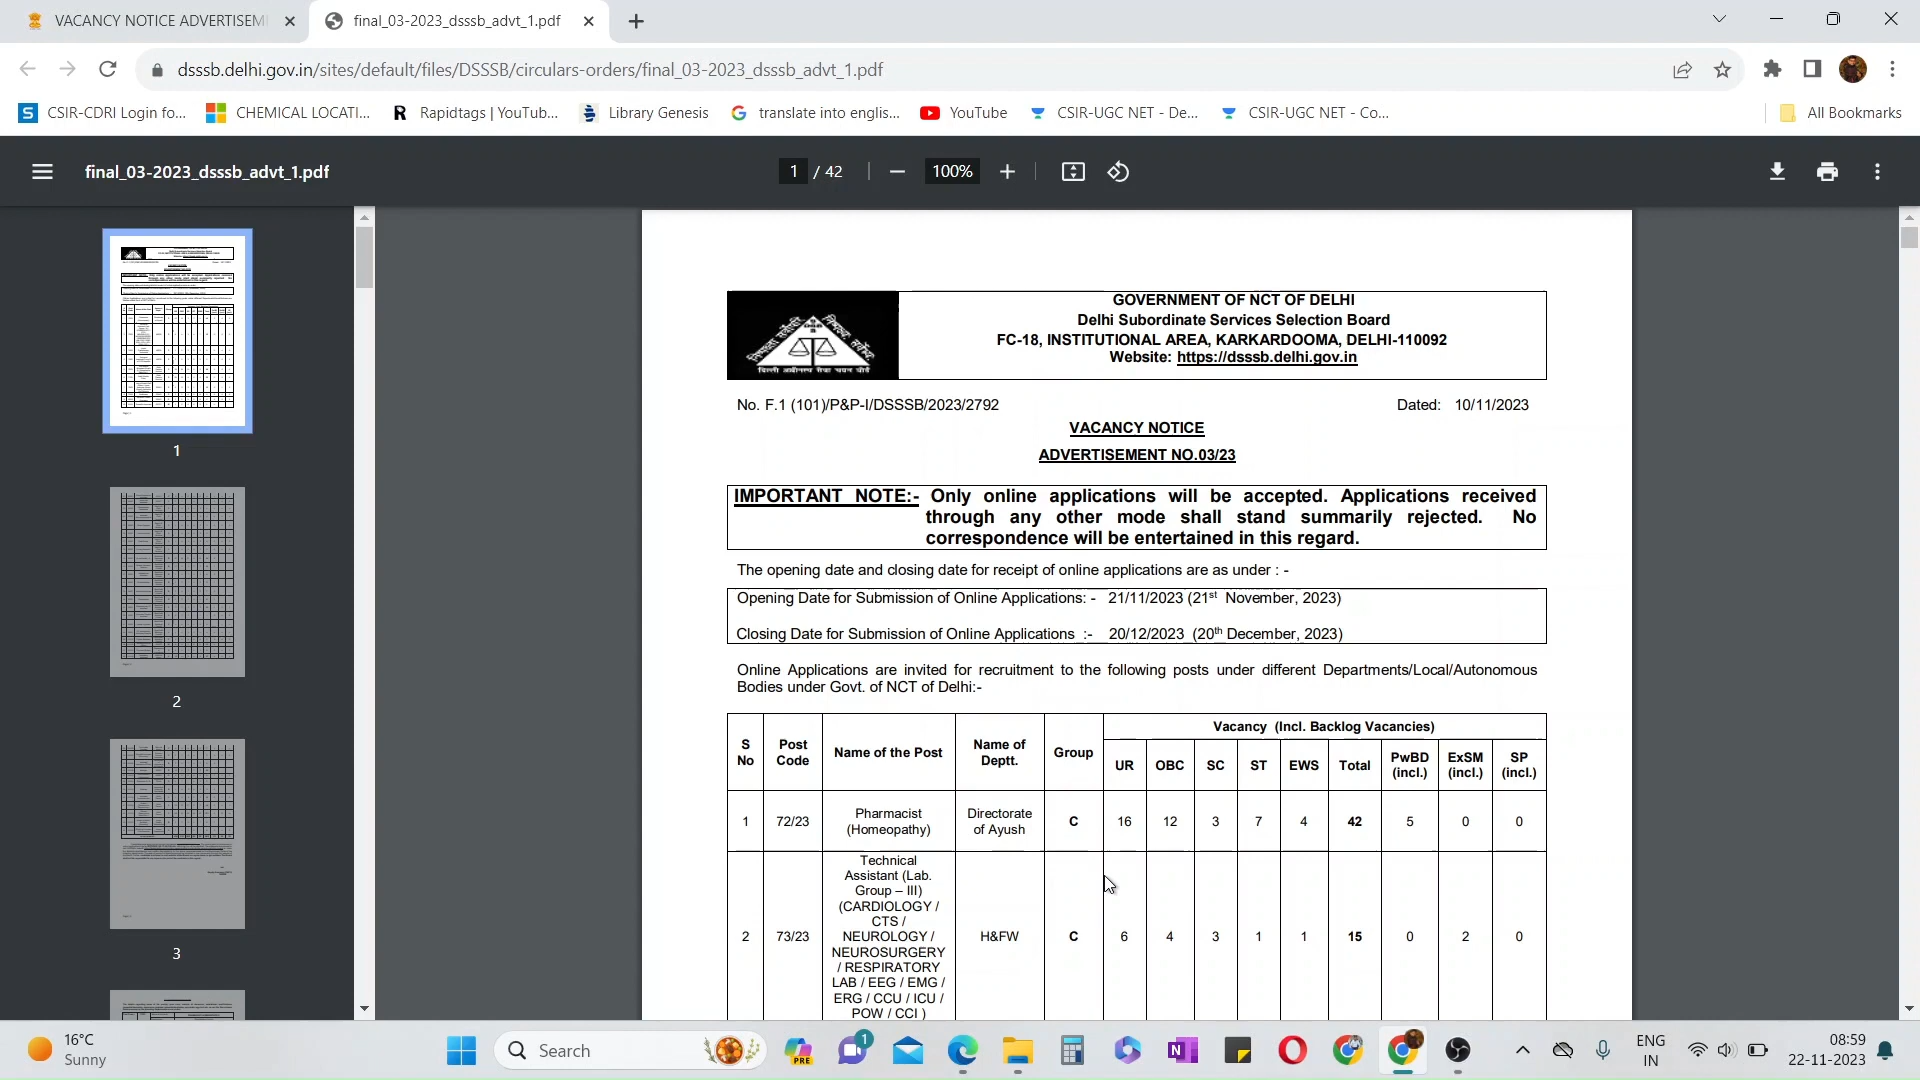 VACANCY NOTICE ADVERTISEM
final_03-2023_dsssb_advt_1.pdf
dsssb.delhi.gov.in/sites/default/files/DSSSB/circulars-orders/final_03-2023_dsssb_advt_1.pdf
CSIR-CDRI Login fo...
CHEMICAL LOCATI...
Rapidtags | YouTub...
Library Genesis
translate into englis...
YouTube
CSIR-UGC NET - De...
CSIR-UGC NET - Co...
All Bookmarks
final_03-2023_dsssb_advt_1.pdf
1 / 42
100%
1
2
3
GOVERNMENT OF NCT OF DELHI
Delhi Subordinate Services Selection Board
FC-18, INSTITUTIONAL AREA, KARKARDOOMA, DELHI-110092
Website: https://dsssb.delhi.gov.in
दिल्ली अधीनस्थ सेवा चयन बोर्ड
No. F.1 (101)/P&P-I/DSSSB/2023/2792
Dated: 10/11/2023
VACANCY NOTICE
ADVERTISEMENT NO.03/23
IMPORTANT NOTE:- Only online applications will be accepted. Applications received
through any other mode shall stand summarily rejected. No
correspondence will be entertained in this regard.
The opening date and closing date for receipt of online applications are as under : -
Opening Date for Submission of Online Applications: - 21/11/2023 (21st November, 2023)
Closing Date for Submission of Online Applications :- 20/12/2023 (20th December, 2023)
Online Applications are invited for recruitment to the following posts under different Departments/Local/Autonomous
Bodies under Govt. of NCT of Delhi:-
S No
Post Code
Name of the Post
Name of Deptt.
Group
Vacancy (Incl. Backlog Vacancies)
UR OBC SC ST EWS Total PwBD (incl.) ExSM (incl.) SP (incl.)
1 72/23 Pharmacist (Homeopathy) Directorate of Ayush C 16 12 3 7 4 42 5 0 0
Technical
Assistant (Lab.
Group – III)
(CARDIOLOGY /
CTS /
2 73/23 NEUROLOGY / H&FW C 6 4 3 1 1 15 0 2 0
NEUROSURGERY
/ RESPIRATORY
LAB / EEG / EMG /
ERG / CCU / ICU /
POW / CCI )
16°C
Sunny
Search
PRE
1
ENG
IN
08:59
22-11-2023